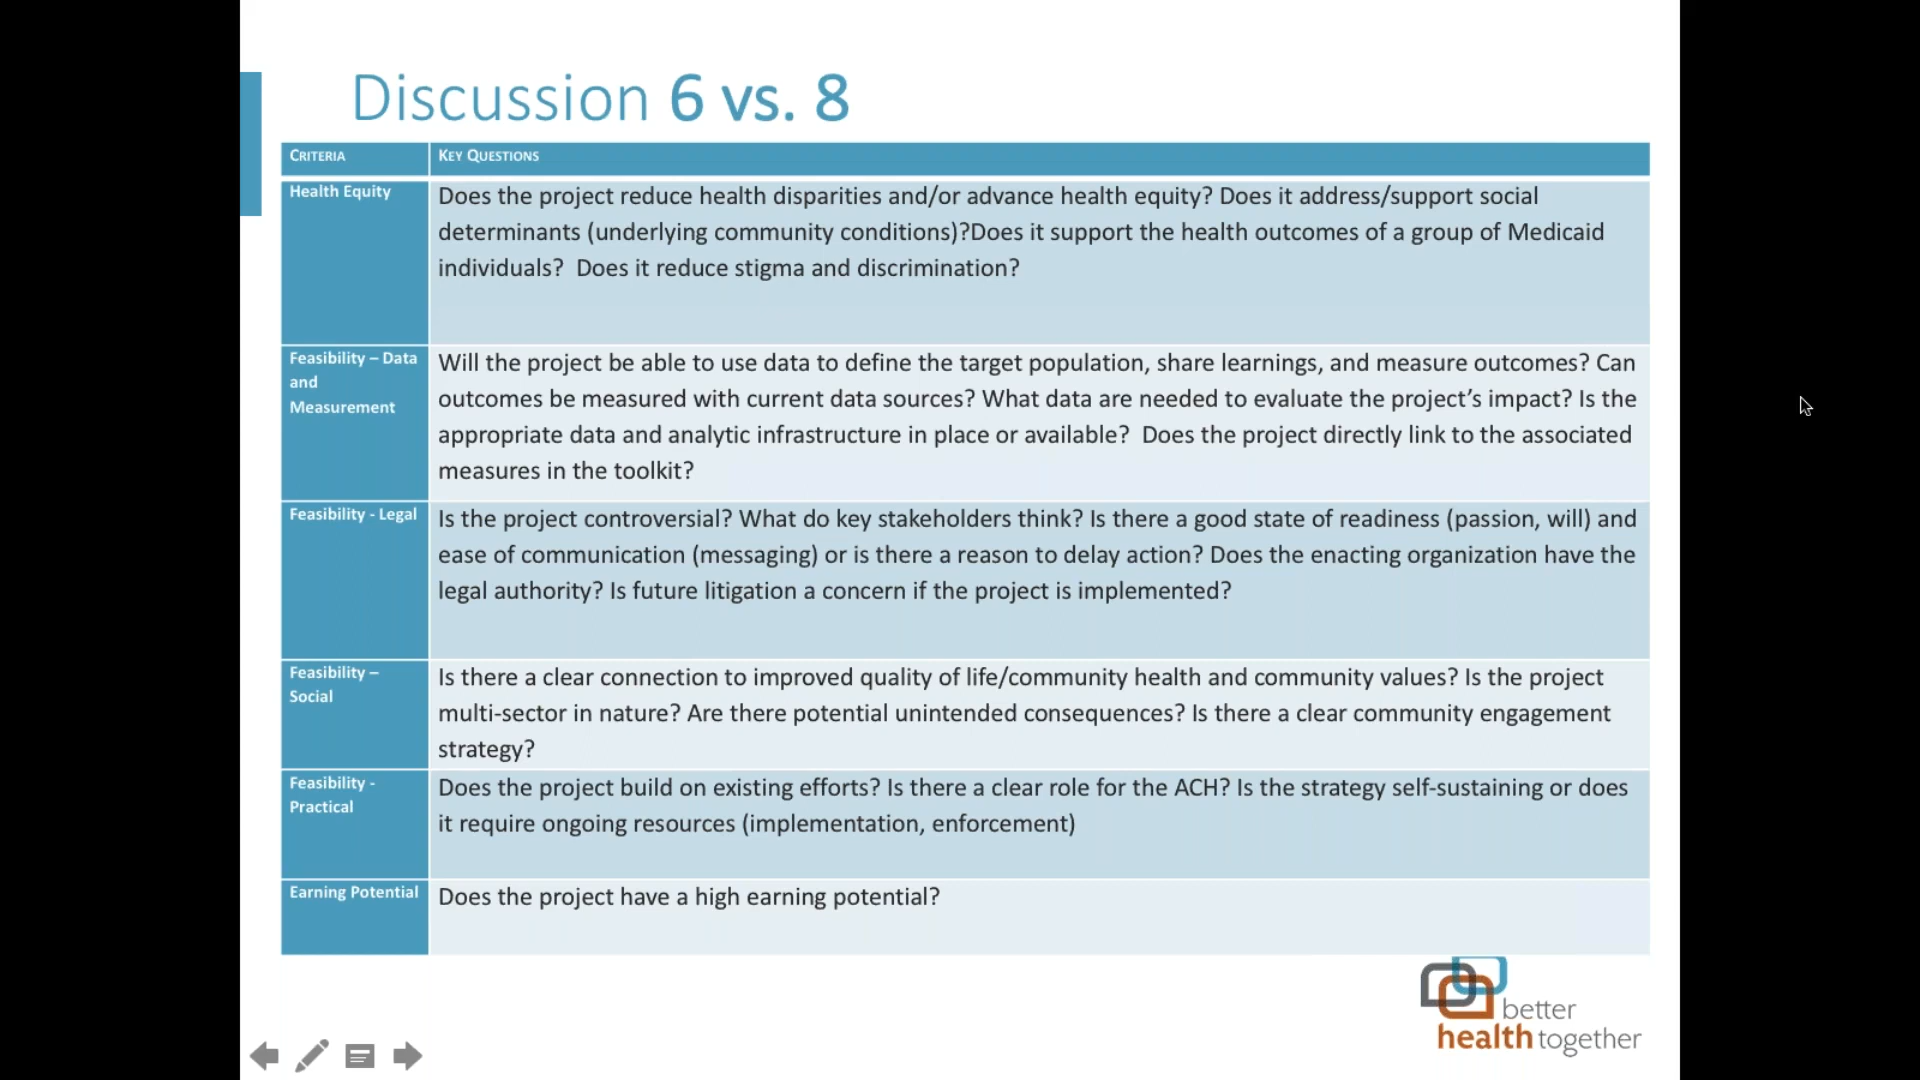 Discussion 6 vs. 8
CRITERIA
KEY QUESTIONS
Health Equity
Does the project reduce health disparities and/or advance health equity? Does it address/support social
determinants (underlying community conditions)?Does it support the health outcomes of a group of Medicaid
individuals?  Does it reduce stigma and discrimination?
Feasibility – Data
and
Measurement
Will the project be able to use data to define the target population, share learnings, and measure outcomes? Can
outcomes be measured with current data sources? What data are needed to evaluate the project’s impact? Is the
appropriate data and analytic infrastructure in place or available?  Does the project directly link to the associated
measures in the toolkit?
Feasibility - Legal
Is the project controversial? What do key stakeholders think? Is there a good state of readiness (passion, will) and
ease of communication (messaging) or is there a reason to delay action? Does the enacting organization have the
legal authority? Is future litigation a concern if the project is implemented?
Feasibility –
Social
Is there a clear connection to improved quality of life/community health and community values? Is the project
multi-sector in nature? Are there potential unintended consequences? Is there a clear community engagement
strategy?
Feasibility -
Practical
Does the project build on existing efforts? Is there a clear role for the ACH? Is the strategy self-sustaining or does
it require ongoing resources (implementation, enforcement)
Earning Potential
Does the project have a high earning potential?
better
health together